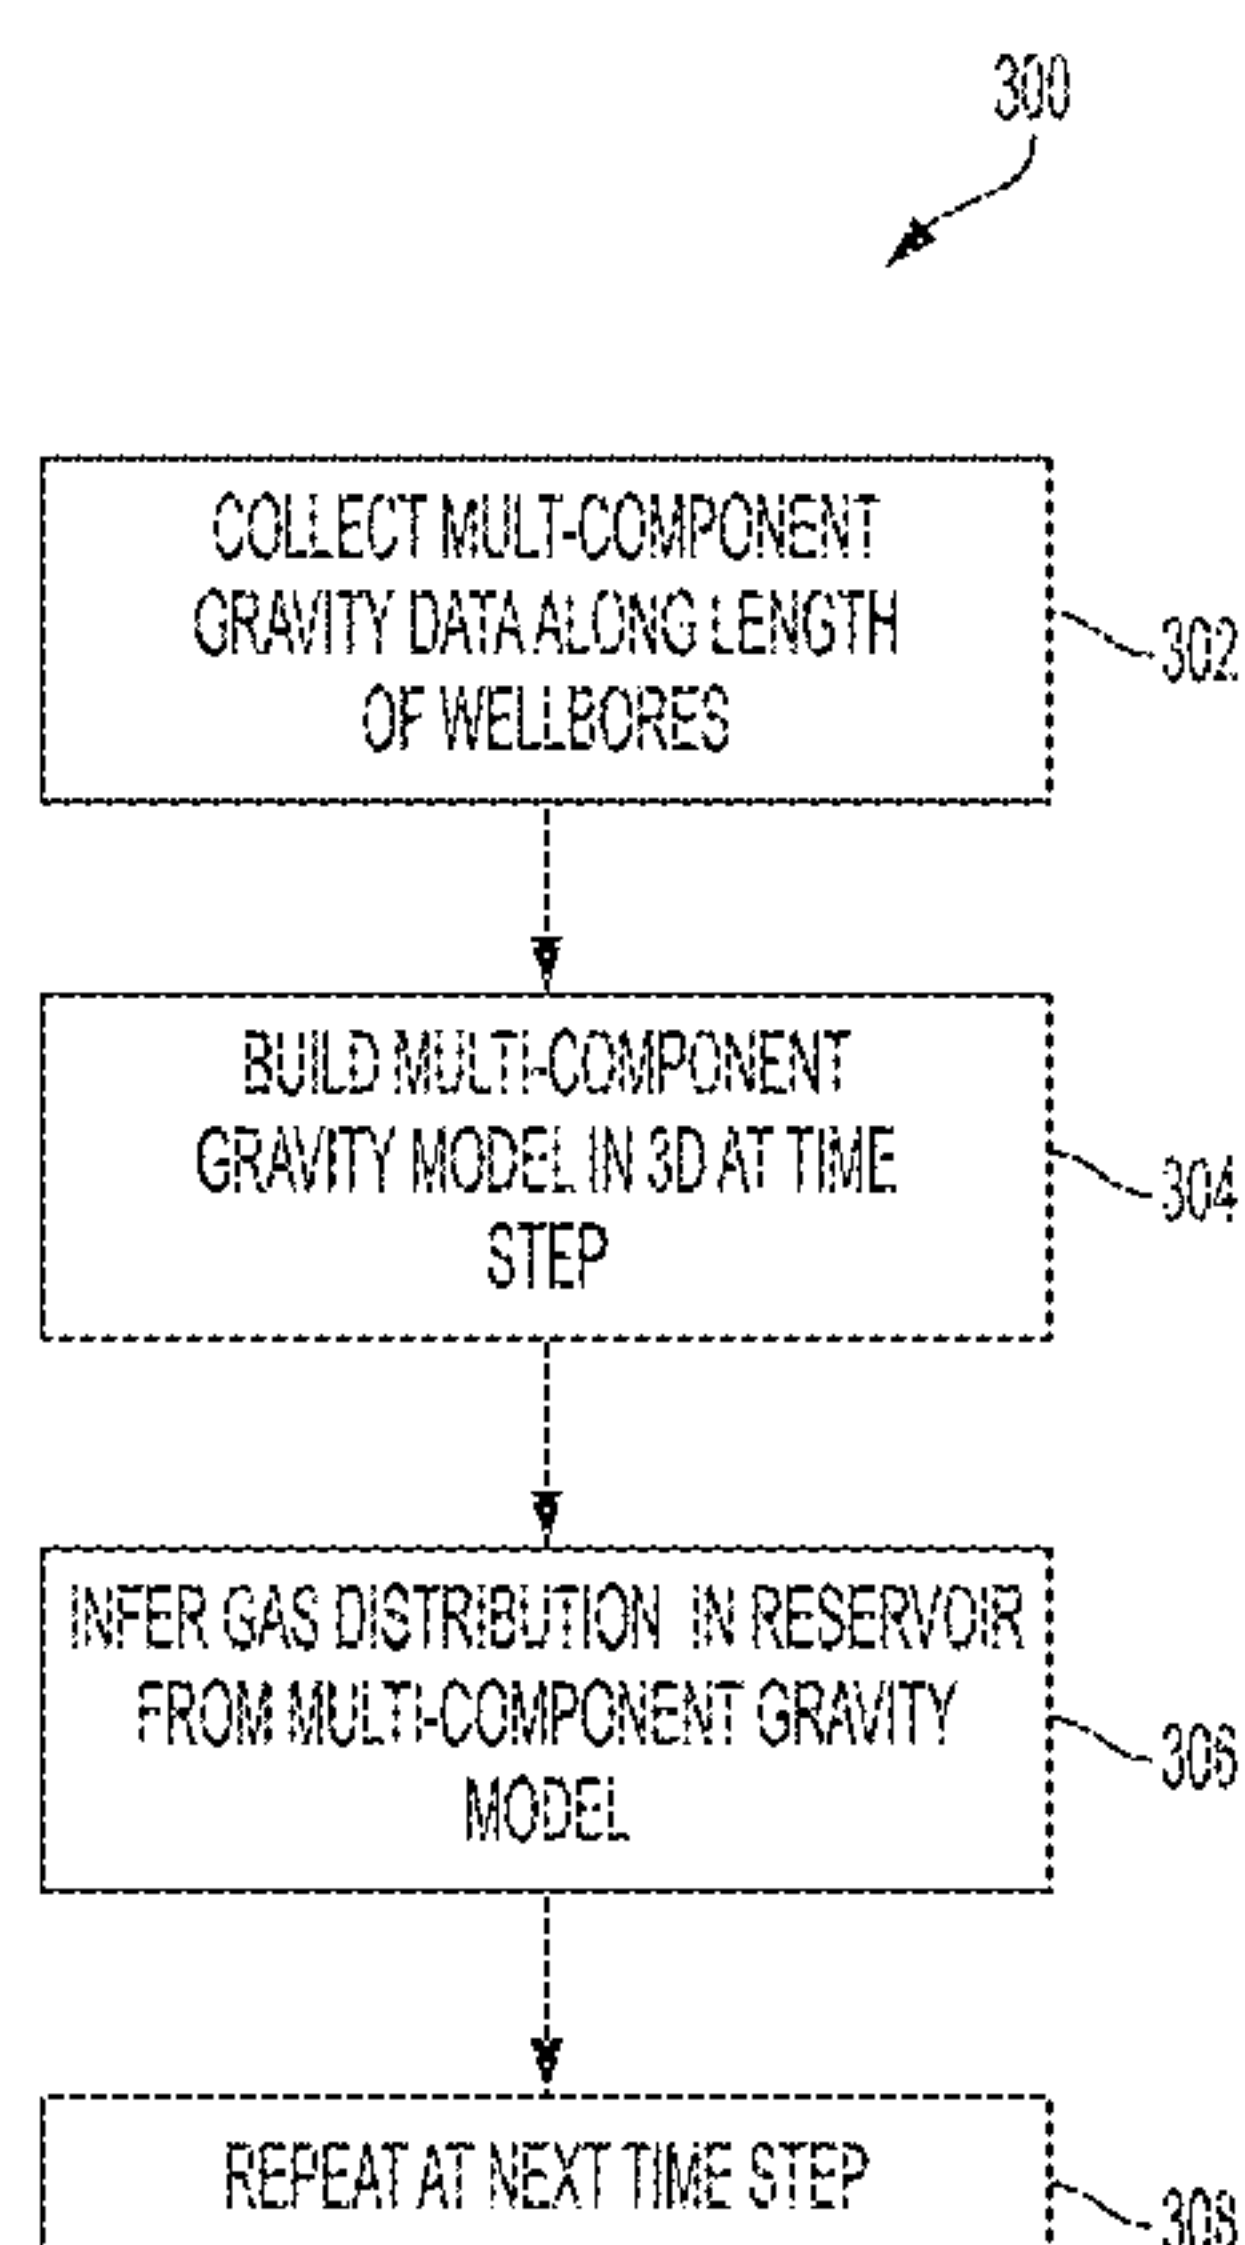 300
COLLECT MULT-COMPONENT
GRAVITY DATA ALONG LENGTH
OF WELLBORES
302
BUILD MULTI-COMPONENT
GRAVITY MODEL IN 3D AT TIME
STEP
304
INFER GAS DISTRIBUTION IN RESERVOIR
FROM MULTI-COMPONENT GRAVITY
MODEL
306
REPEAT AT NEXT TIME STEP
308